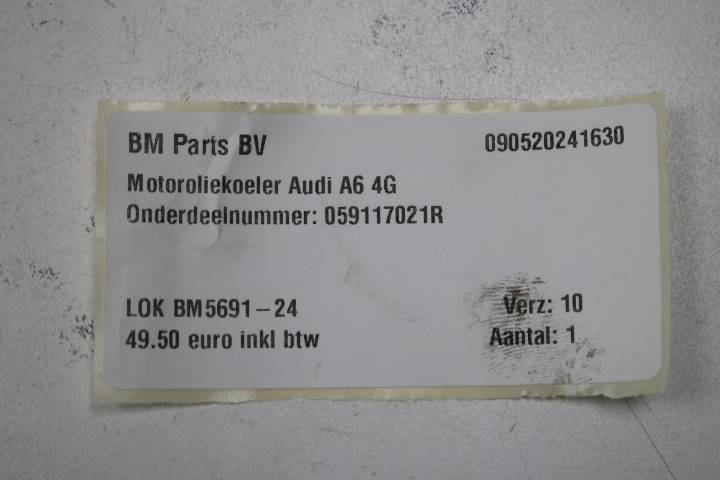 BM Parts BV 090520241630
Motoroliekoeler Audi A6 4G
Onderdeelnummer: 059117021R
LOK BM5691-24 Verz: 10
49.50 euro inkl btw Aantal: 1